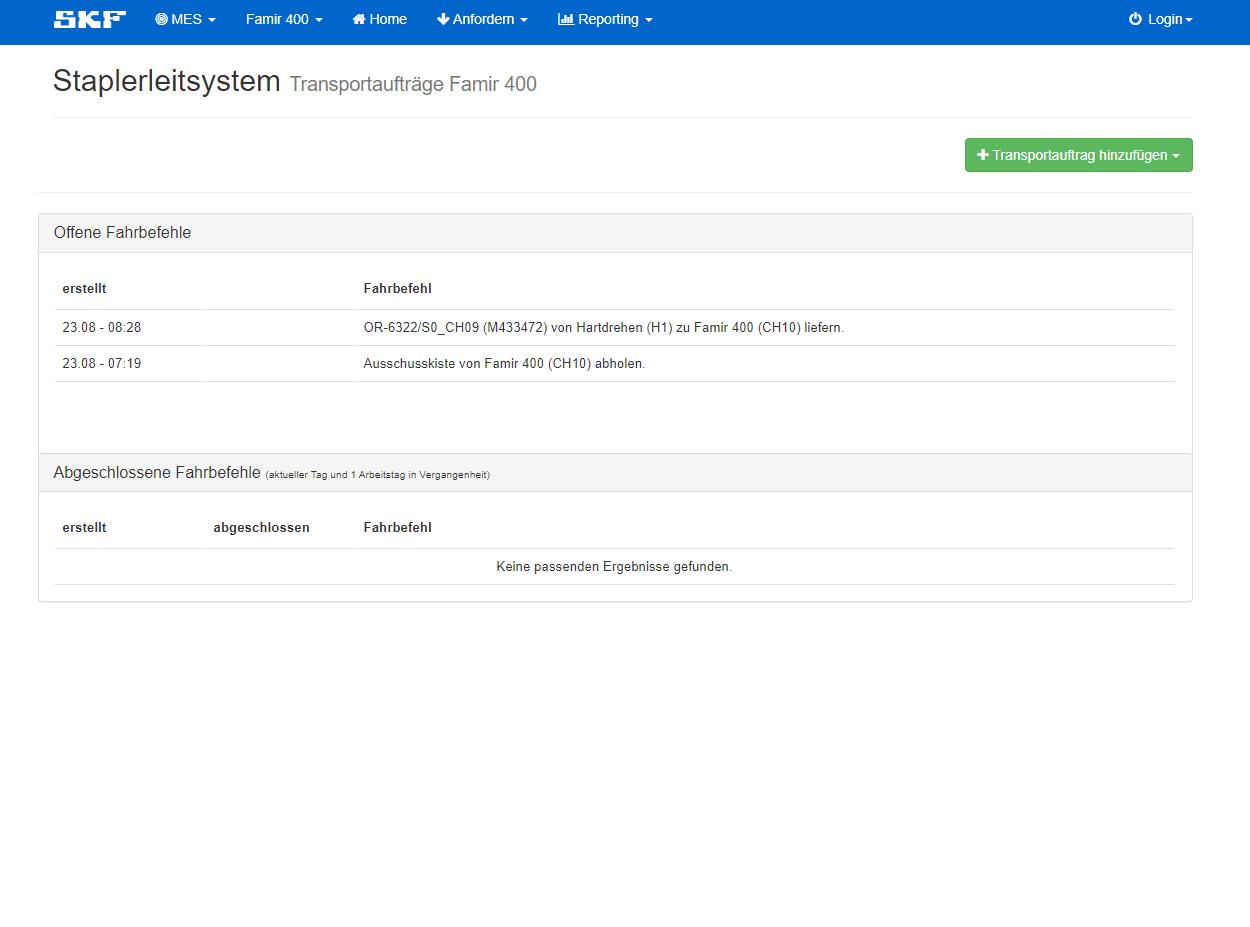 SKF MES Famir 400 Home Anfordern Reporting Login
Staplerleitsystem Transportaufträge Famir 400
Transportauftrag hinzufügen
Offene Fahrbefehle
erstellt Fahrbefehl
23.08 - 08:28 OR-6322/S0_CH09 (M433472) von Hartdrehen (H1) zu Famir 400 (CH10) liefern.
23.08 - 07:19 Ausschusskiste von Famir 400 (CH10) abholen.
Abgeschlossene Fahrbefehle (aktueller Tag und 1 Arbeitstag in Vergangenheit)
erstellt abgeschlossen Fahrbefehl
Keine passenden Ergebnisse gefunden.